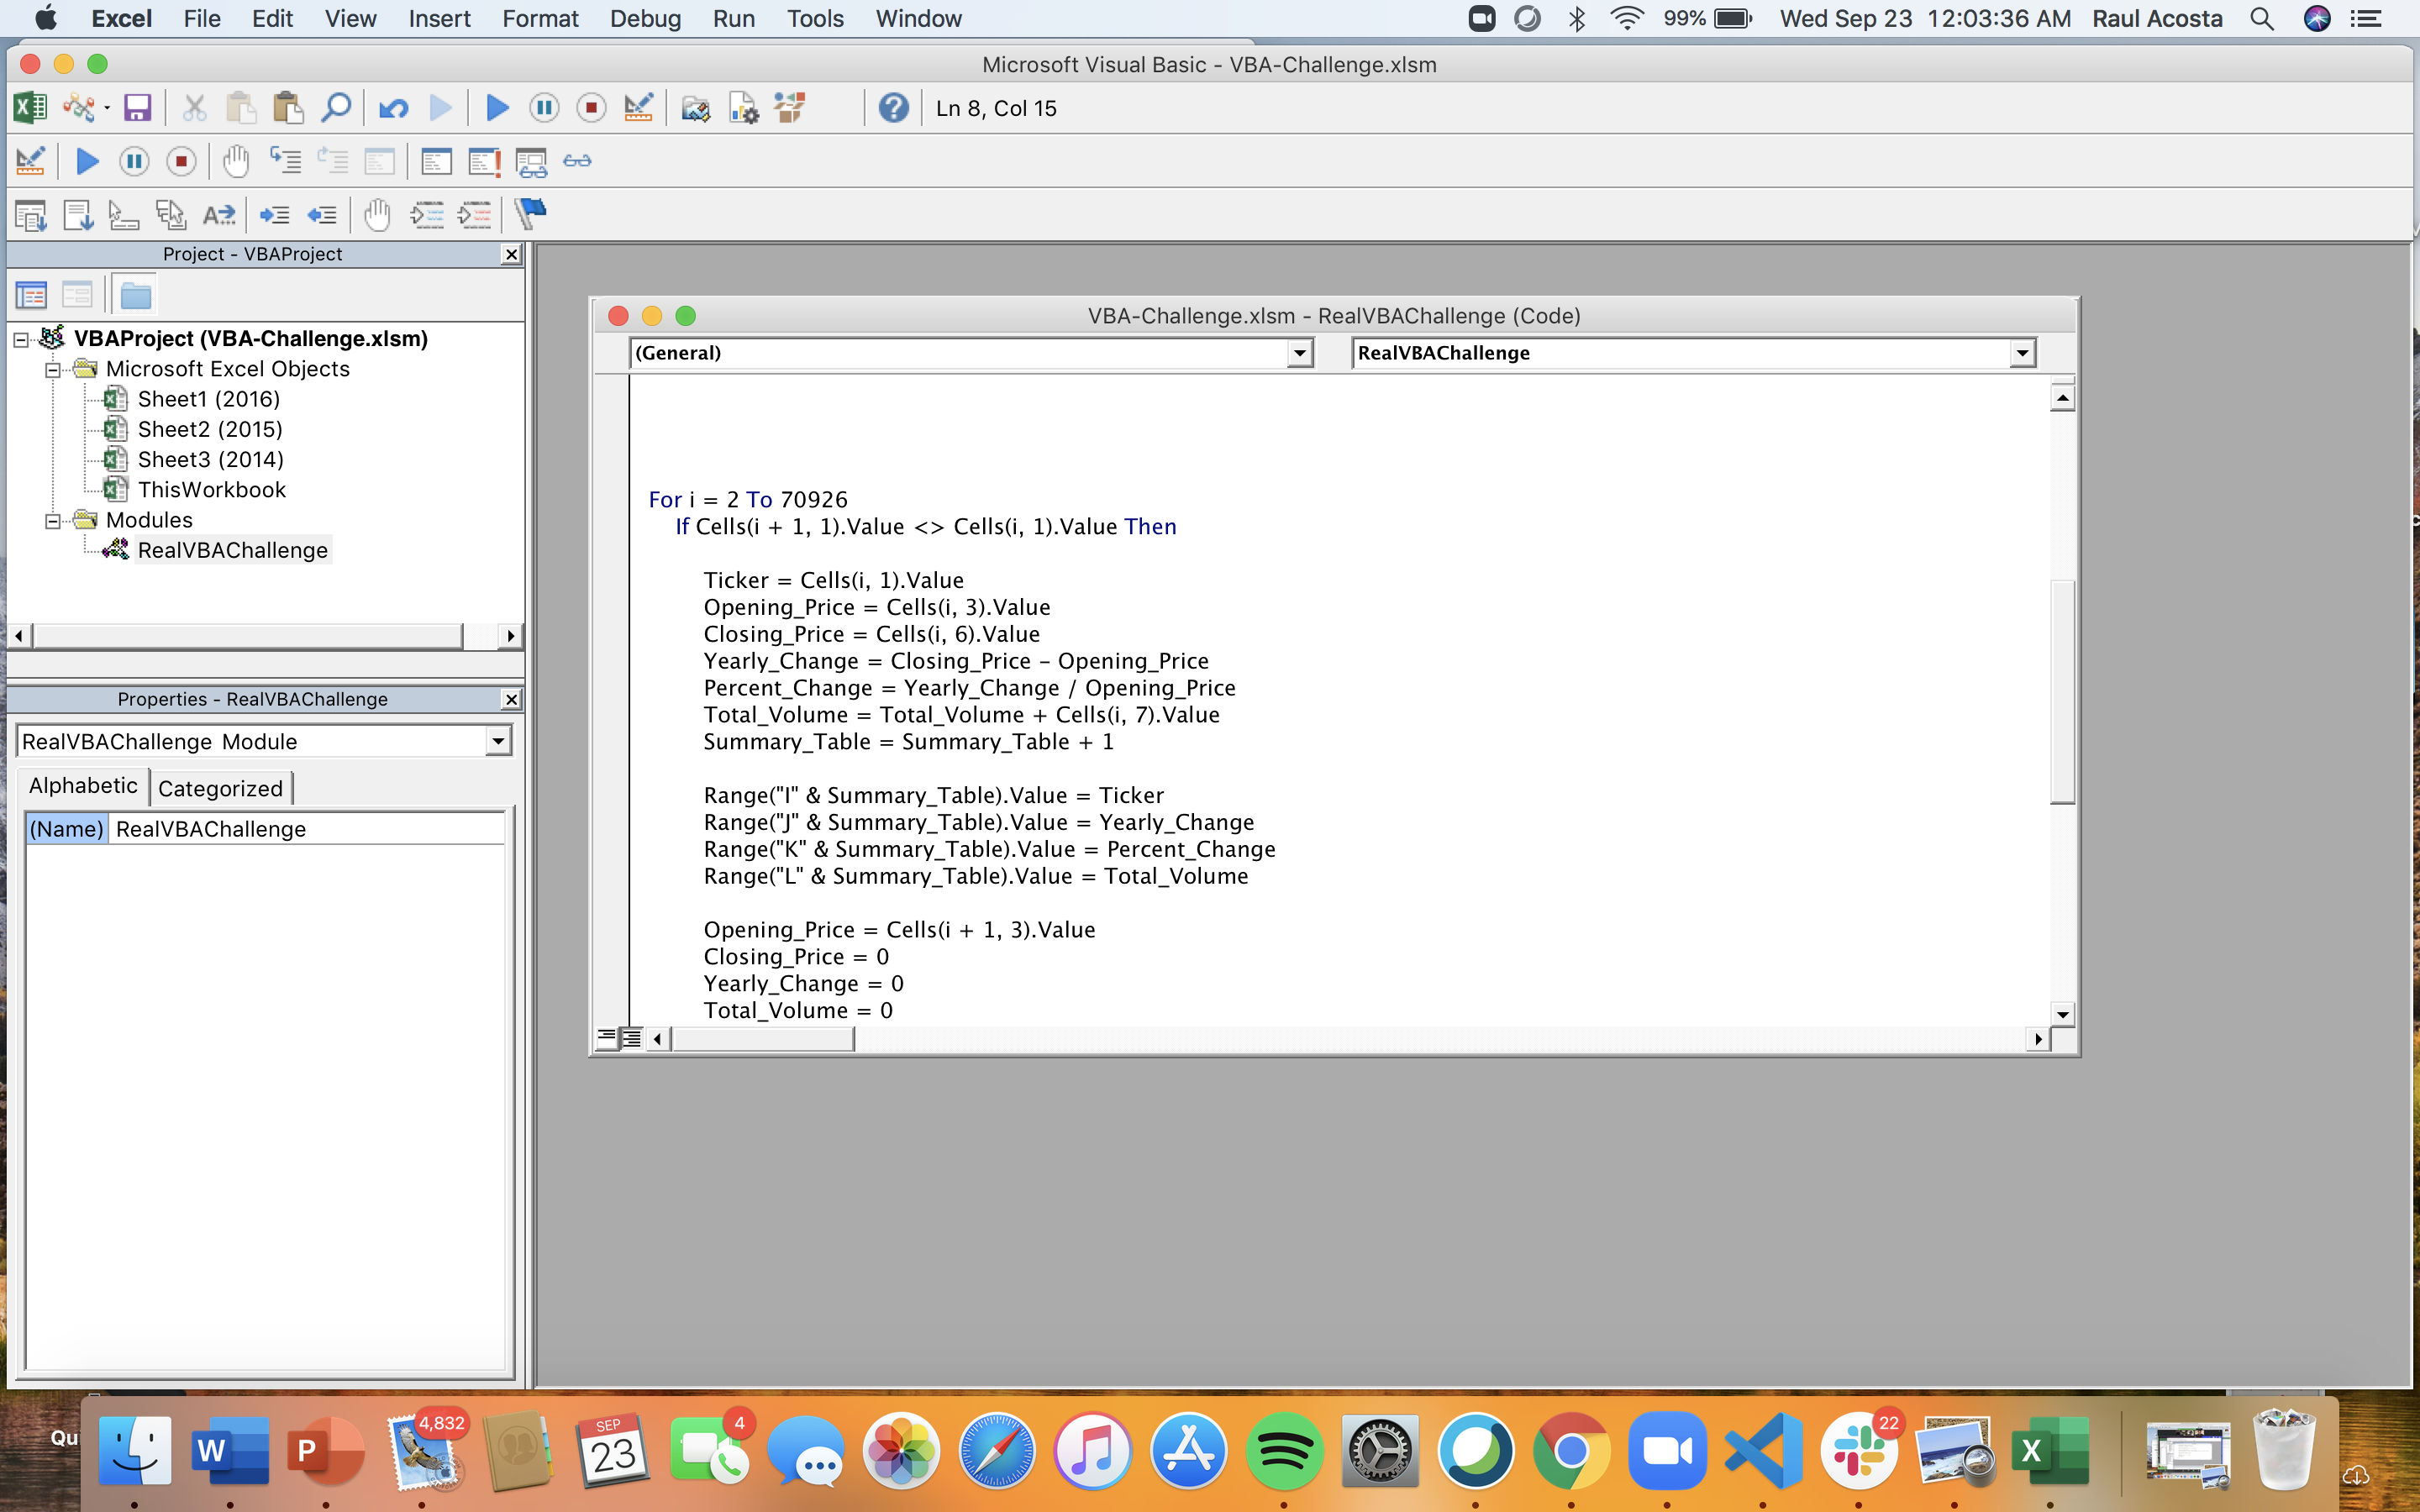 Excel File Edit View Insert Format Debug Run Tools Window 99% Wed Sep 23 12:03:36 AM Raul Acosta
Microsoft Visual Basic - VBA-Challenge.xlsm
Ln 8, Col 15
Project - VBAProject
VBAProject (VBA-Challenge.xlsm)
Microsoft Excel Objects
Sheet1 (2016)
Sheet2 (2015)
Sheet3 (2014)
ThisWorkbook
Modules
RealVBAChallenge
Properties - RealVBAChallenge
RealVBAChallenge Module
Alphabetic Categorized
(Name) RealVBAChallenge
VBA-Challenge.xlsm - RealVBAChallenge (Code)
(General) RealVBAChallenge
For i = 2 To 70926
If Cells(i + 1, 1).Value <> Cells(i, 1).Value Then
Ticker = Cells(i, 1).Value
Opening_Price = Cells(i, 3).Value
Closing_Price = Cells(i, 6).Value
Yearly_Change = Closing_Price - Opening_Price
Percent_Change = Yearly_Change / Opening_Price
Total_Volume = Total_Volume + Cells(i, 7).Value
Summary_Table = Summary_Table + 1
Range("I" & Summary_Table).Value = Ticker
Range("J" & Summary_Table).Value = Yearly_Change
Range("K" & Summary_Table).Value = Percent_Change
Range("L" & Summary_Table).Value = Total_Volume
Opening_Price = Cells(i + 1, 3).Value
Closing_Price = 0
Yearly_Change = 0
Total_Volume = 0
Qu
W
P
4,832
SEP
23
4
22
X